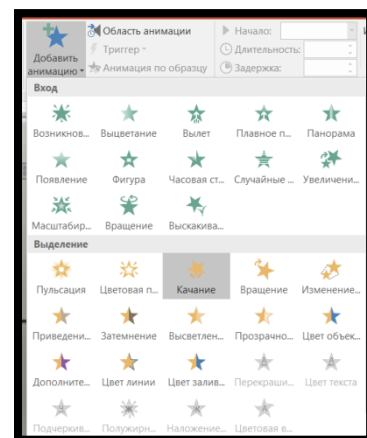 Область анимации
Начало:
Добавить анимацию
Триггер
Длительность:
Анимация по образцу
Задержка:
Вход
Возникнов... Выцветание Вылет Плавное п... Панорама
Появление Фигура Часовая ст... Случайные ... Увеличени...
Масштабир... Вращение Выскакива...
Выделение
Пульсация Цветовая п... Качание Вращение Изменение...
Приведени... Затемнение Высветлен... Прозрачно... Цвет объек...
Дополните... Цвет линии Цвет залив... Перекраши... Цвет текста
Подчеркив... Полужирн... Наложение... Цветовая в...